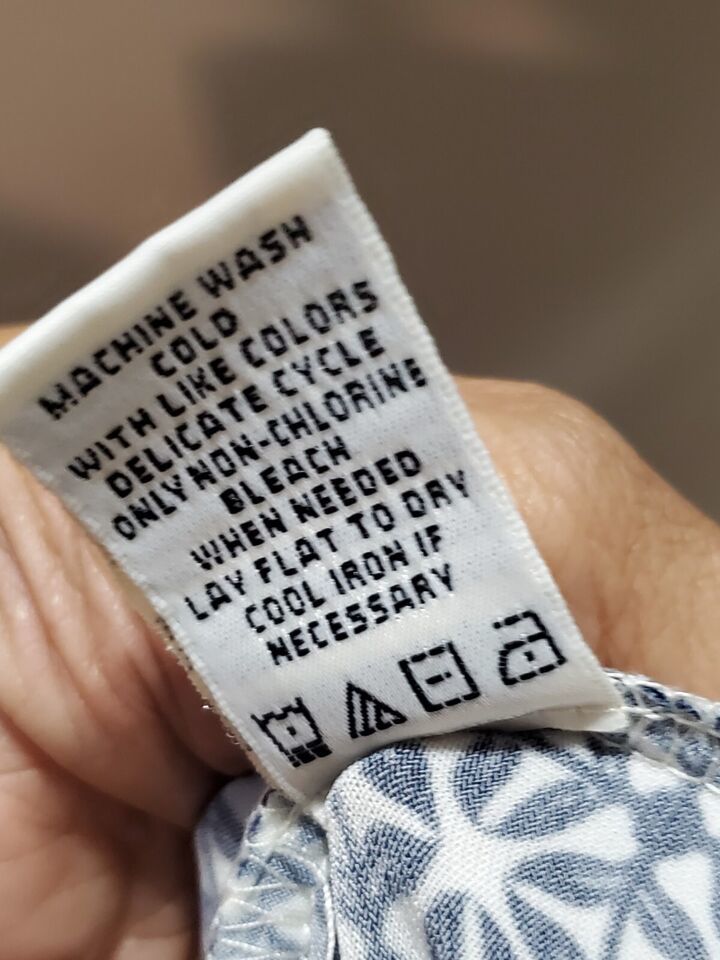 MACHINE WASH
COLD
WITH LIKE COLORS
DELICATE CYCLE
ONLY NON-CHLORINE
BLEACH
WHEN NEEDED
LAY FLAT TO DRY
COOL IRON IF
NECESSARY